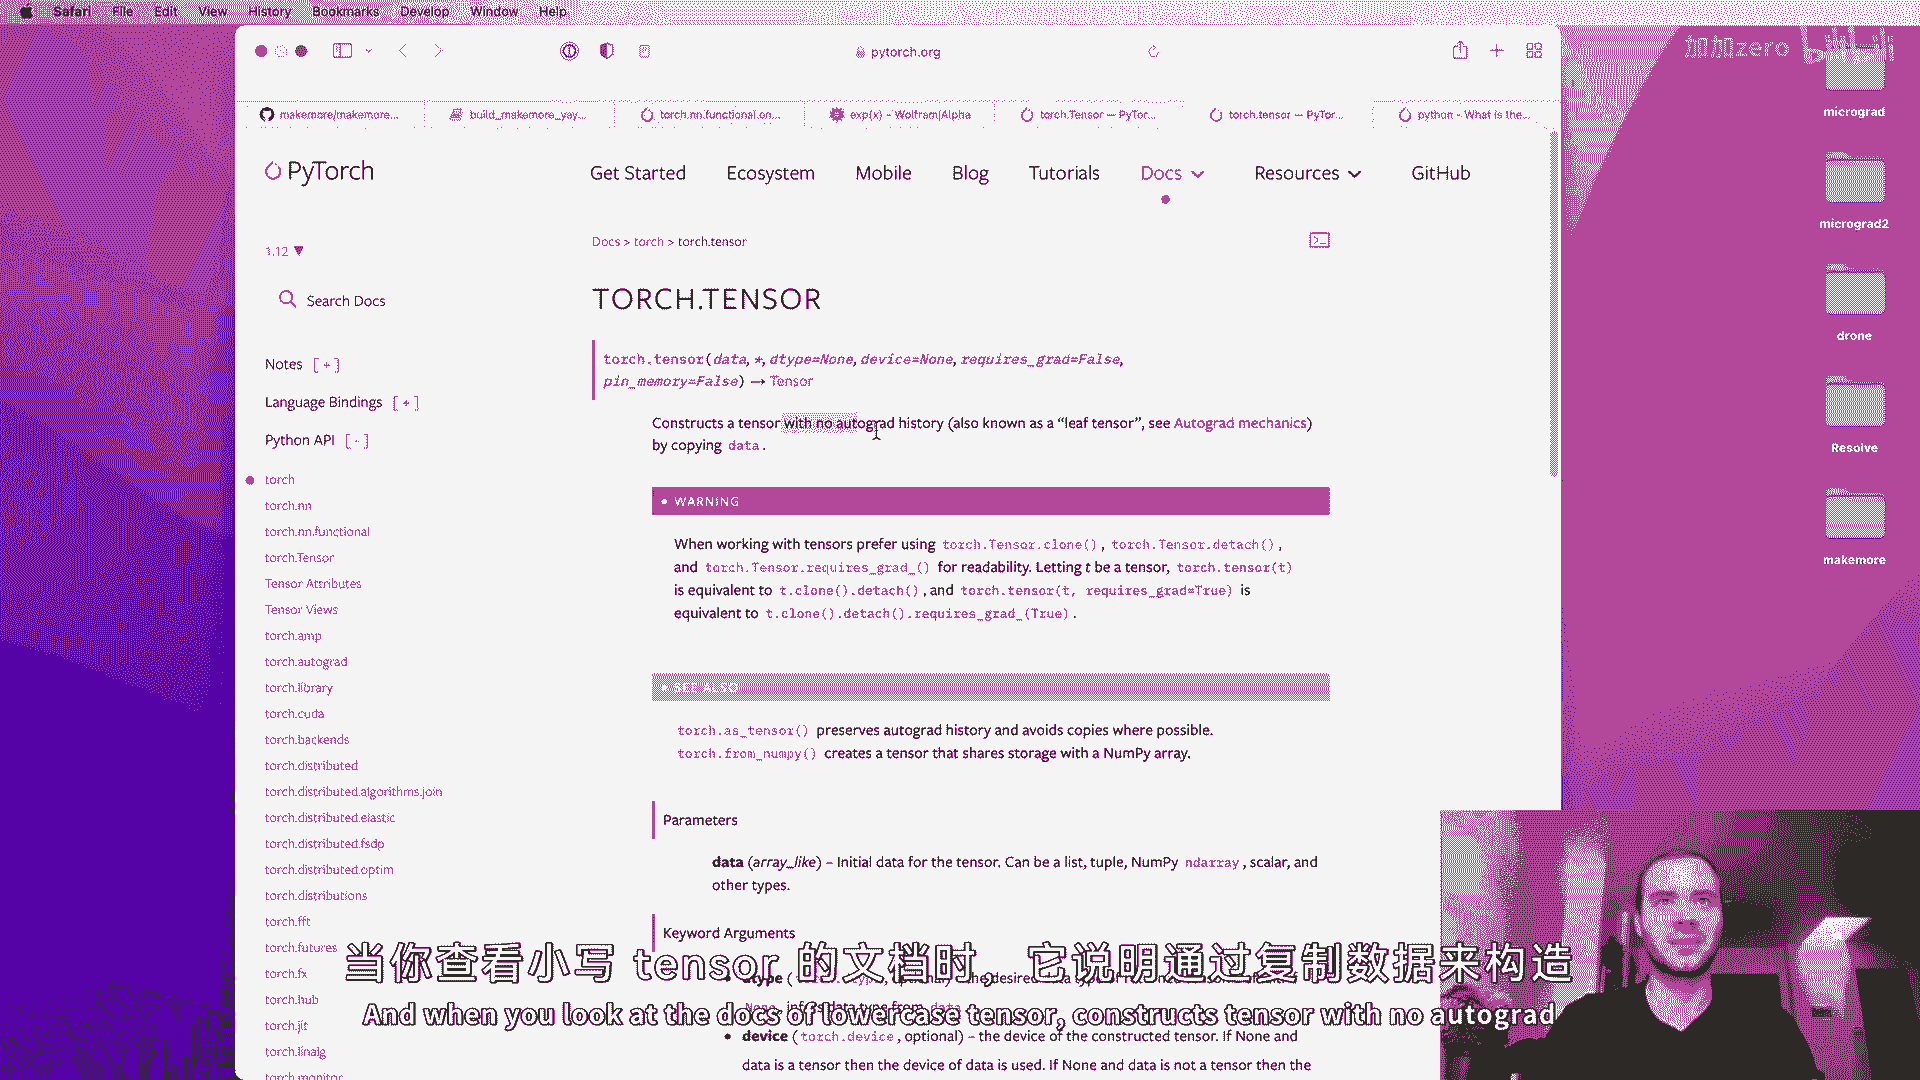 Safari File Edit View History Bookmarks Develop Window Help
pytorch.org
加加zero
makemore/makemore... build_makemore_yay... torch.nn.functional.on... exp(x) - Wolfram|Alpha torch.Tensor — PyTor... torch.tensor — PyTor... python - What is the...
micrograd
micrograd2
drone
Resolve
makemore
PyTorch
Get Started Ecosystem Mobile Blog Tutorials Docs Resources GitHub
1.12 ▼
Search Docs
Notes [ + ]
Language Bindings [ + ]
Python API [ - ]
torch
torch.nn
torch.nn.functional
torch.Tensor
Tensor Attributes
Tensor Views
torch.amp
torch.autograd
torch.library
torch.cuda
torch.backends
torch.distributed
torch.distributed.algorithms.join
torch.distributed.elastic
torch.distributed.fsdp
torch.distributed.optim
torch.distributions
torch.fft
torch.futures
torch.fx
torch.hub
torch.jit
torch.linalg
torch.monitor
Docs > torch > torch.tensor
TORCH.TENSOR
torch.tensor(data, *, dtype=None, device=None, requires_grad=False,
pin_memory=False) → Tensor
Constructs a tensor with no autograd history (also known as a “leaf tensor”, see Autograd mechanics)
by copying data.
WARNING
When working with tensors prefer using torch.Tensor.clone(), torch.Tensor.detach(),
and torch.Tensor.requires_grad_() for readability. Letting t be a tensor, torch.tensor(t)
is equivalent to t.clone().detach(), and torch.tensor(t, requires_grad=True) is
equivalent to t.clone().detach().requires_grad_(True).
SEE ALSO
torch.as_tensor() preserves autograd history and avoids copies where possible.
torch.from_numpy() creates a tensor that shares storage with a NumPy array.
Parameters
data (array_like) – Initial data for the tensor. Can be a list, tuple, NumPy ndarray, scalar, and
other types.
Keyword Arguments
当你查看小写 tensor 的文档时，它说明通过复制数据来构造
And when you look at the docs of lowercase tensor, constructs tensor with no autograd
device (torch.device, optional) – the device of the constructed tensor. If None and
data is a tensor then the device of data is used. If None and data is not a tensor then the